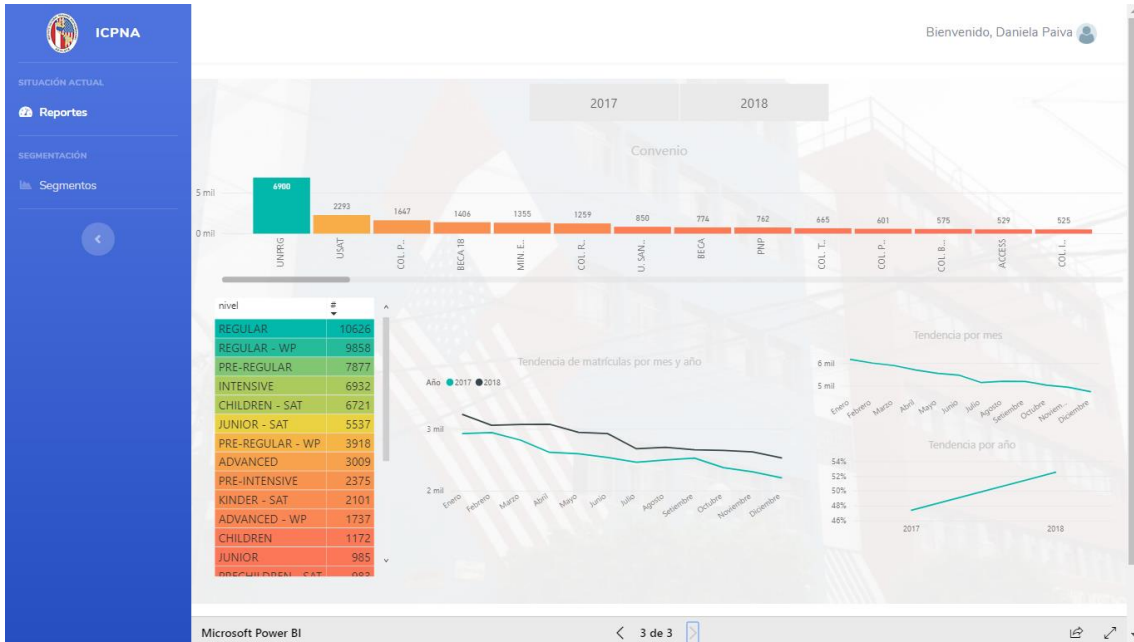 ICPNA
Bienvenido, Daniela Paiva
SITUACIÓN ACTUAL
Reportes
SEGMENTACIÓN
Segmentos
2017 2018
Convenio
5 mil
0 mil
6900 2293 1647 1406 1355 1259 850 774 762 665 601 575 529 525
UNPRG USAT COL. P... BECA 18 MIN. E... COL. R... U. SAN... BECA PNP COL. T... COL. P... COL. B... ACCESS COL. I...
nivel #
REGULAR 10626
REGULAR - WP 9858
PRE-REGULAR 7877
INTENSIVE 6932
CHILDREN - SAT 6721
JUNIOR - SAT 5537
PRE-REGULAR - WP 3918
ADVANCED 3009
PRE-INTENSIVE 2375
KINDER - SAT 2101
ADVANCED - WP 1737
CHILDREN 1172
JUNIOR 985
PRECHILDREN - SAT 983
Tendencia de matrículas por mes y año
Año 2017 2018
3 mil
2 mil
Enero Febrero Marzo Abril Mayo Junio Julio Agosto Setiembre Octubre Noviembre Diciembre
Tendencia por mes
6 mil
5 mil
Enero Febrero Marzo Abril Mayo Junio Julio Agosto Setiembre Octubre Noviem... Diciembre
Tendencia por año
54%
52%
50%
48%
46%
2017 2018
Microsoft Power BI
3 de 3